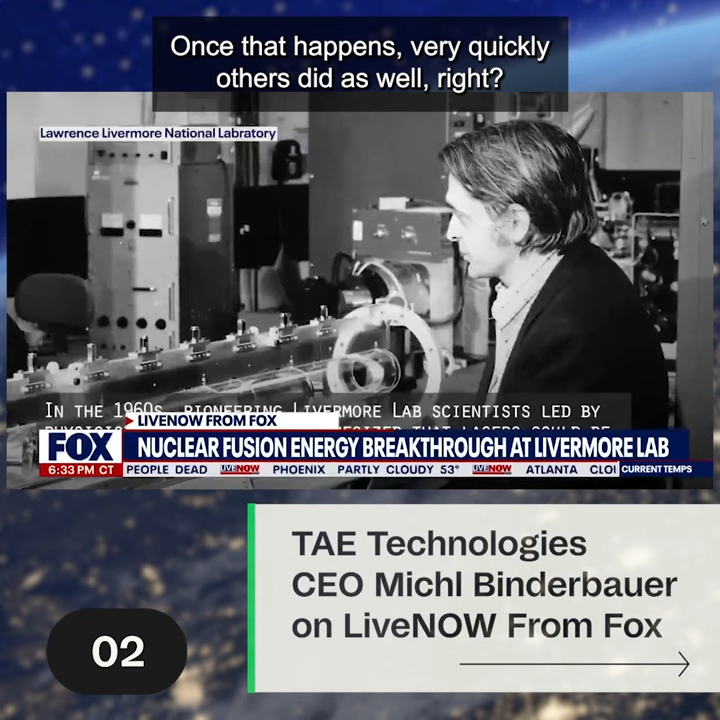 Once that happens, very quickly
others did as well, right?
Lawrence Livermore National Labratory
IN THE 1960s, PIONEERING LIVERMORE LAB SCIENTISTS LED BY
LIVENOW FROM FOX
FOX
NUCLEAR FUSION ENERGY BREAKTHROUGH AT LIVERMORE LAB
6:33 PM CT PEOPLE DEAD LIVENOW PHOENIX PARTLY CLOUDY 53° LIVENOW ATLANTA CLO CURRENT TEMPS
TAE Technologies
CEO Michl Binderbauer
on LiveNOW From Fox
02